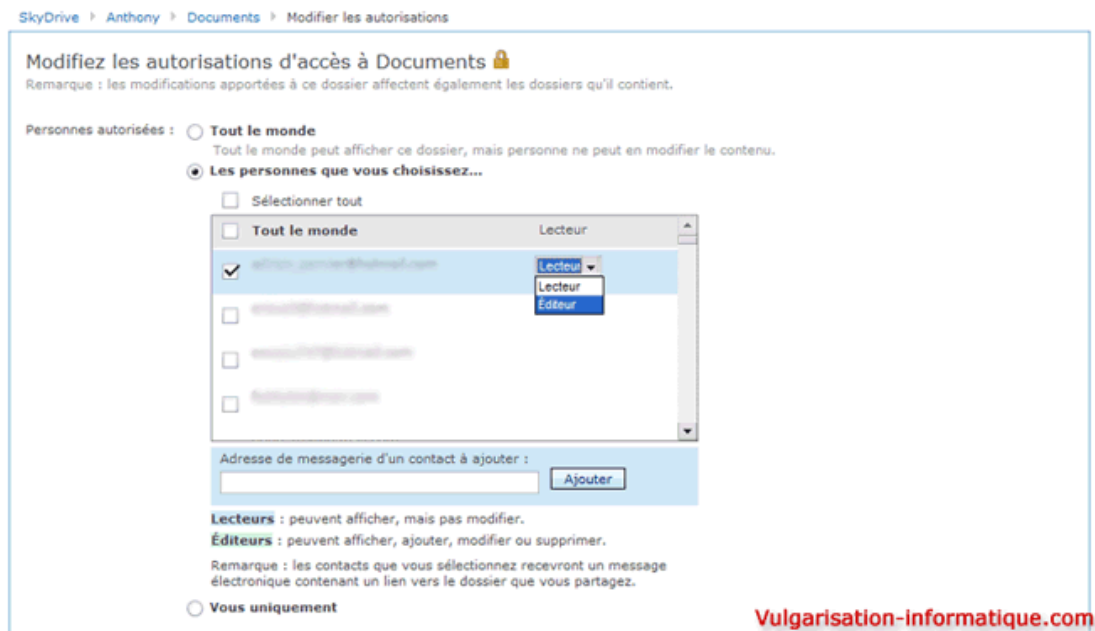 SkyDrive Anthony Documents Modifier les autorisations
Modifiez les autorisations d'accès à Documents
Remarque : les modifications apportées à ce dossier affectent également les dossiers qu'il contient.
Personnes autorisées : Tout le monde
Tout le monde peut afficher ce dossier, mais personne ne peut en modifier le contenu.
Les personnes que vous choisissez...
Sélectionner tout
Tout le monde Lecteur
Lecteur
Lecteur
Éditeur
Adresse de messagerie d'un contact à ajouter :
Ajouter
Lecteurs : peuvent afficher, mais pas modifier.
Éditeurs : peuvent afficher, ajouter, modifier ou supprimer.
Remarque : les contacts que vous sélectionnez recevront un message
électronique contenant un lien vers le dossier que vous partagez.
Vous uniquement
Vulgarisation-informatique.com